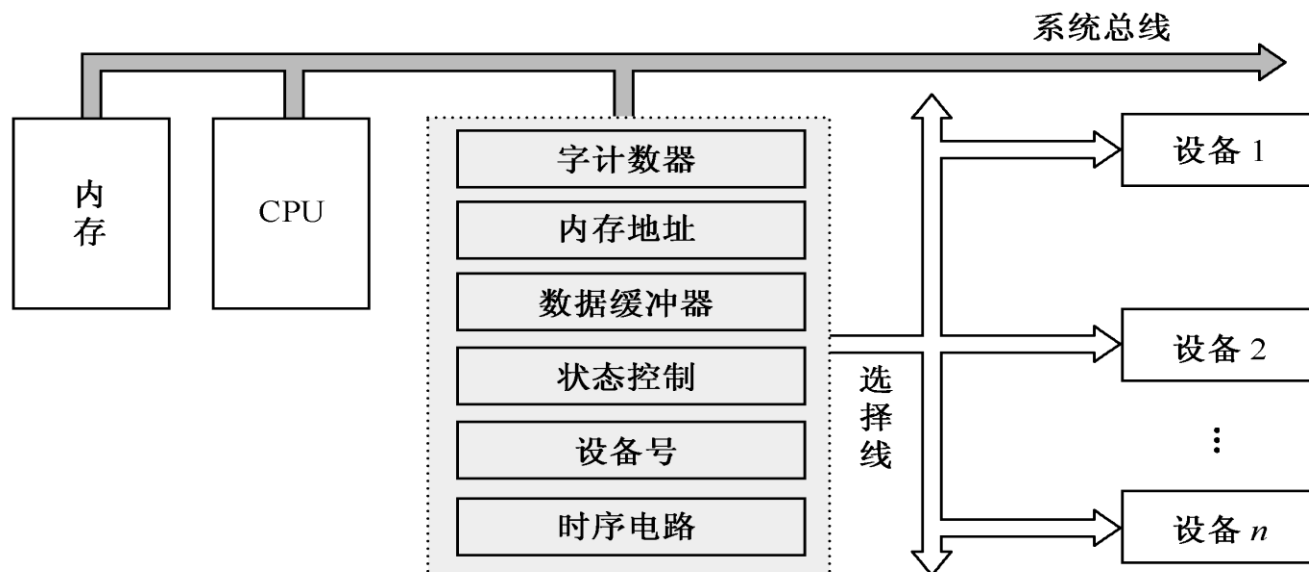 系统总线
内存
CPU
字计数器
内存地址
数据缓冲器
状态控制
设备号
时序电路
选择线
设备 1
设备 2
⋮
设备 n